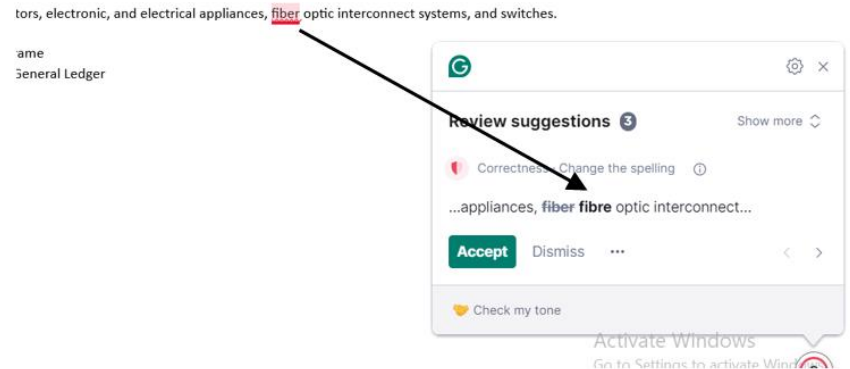 tors, electronic, and electrical appliances, fiber optic interconnect systems, and switches.
rame
General Ledger
G
Review suggestions 3
Show more
Correctness · Change the spelling
...appliances, fiber fibre optic interconnect...
Accept Dismiss ...
Check my tone
Activate Windows
Go to Settings to activate